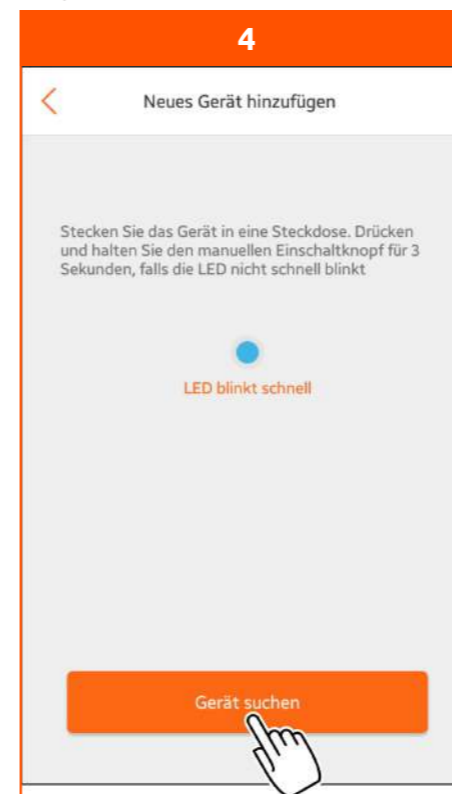 4
Neues Gerät hinzufügen
Stecken Sie das Gerät in eine Steckdose. Drücken
und halten Sie den manuellen Einschaltknopf für 3
Sekunden, falls die LED nicht schnell blinkt
LED blinkt schnell
Gerät suchen